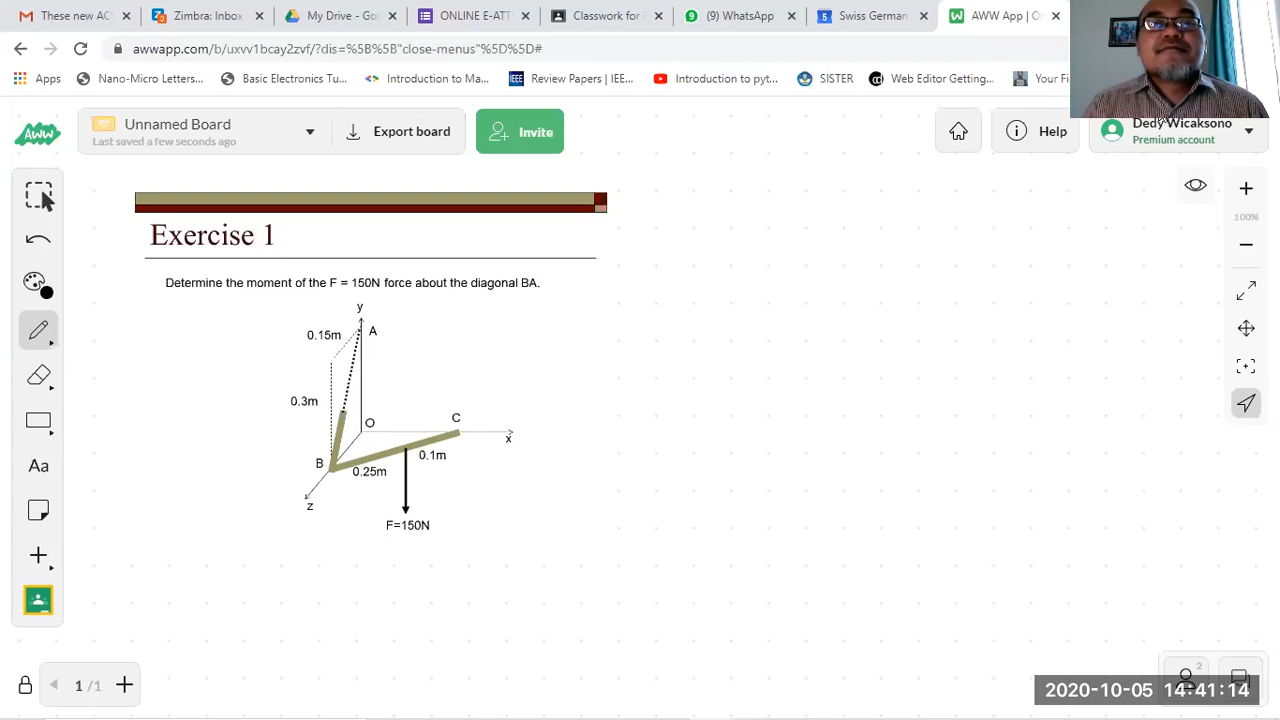 These new AC
Zimbra: Inbox
My Drive - Goo
ONLINE E-ATT
Classwork for
(9) WhatsApp
Swiss German
AWW App | On
awwapp.com/b/uxvv1bcay2zvf/?dis=%5B%5B"close-menus"%5D%5D#
Apps
Nano-Micro Letters...
Basic Electronics Tu...
Introduction to Ma...
Review Papers | IEE...
Introduction to pyt...
SISTER
Web Editor Getting...
Your Fi
AWW
Unnamed Board
Last saved a few seconds ago
Export board
Invite
Help
Dedy Wicaksono
Premium account
100%
Exercise 1
Determine the moment of the F = 150N force about the diagonal BA.
y
0.15m
A
0.3m
O
C
x
B
0.25m
0.1m
z
F=150N
Aa
1 /1
2
2020-10-05 14:41:14